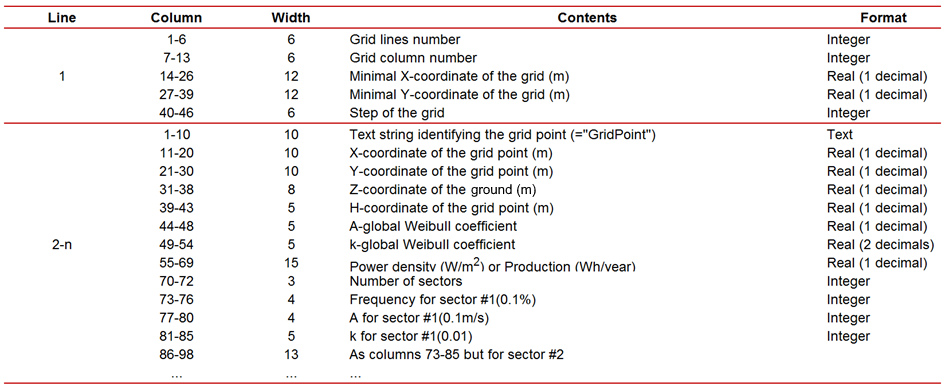 Line Column Width Contents Format
1-6 6 Grid lines number Integer
7-13 6 Grid column number Integer
1 14-26 12 Minimal X-coordinate of the grid (m) Real (1 decimal)
27-39 12 Minimal Y-coordinate of the grid (m) Real (1 decimal)
40-46 6 Step of the grid Integer
1-10 10 Text string identifying the grid point (="GridPoint") Text
11-20 10 X-coordinate of the grid point (m) Real (1 decimal)
21-30 10 Y-coordinate of the grid point (m) Real (1 decimal)
31-38 8 Z-coordinate of the ground (m) Real (1 decimal)
39-43 5 H-coordinate of the grid point (m) Real (1 decimal)
44-48 5 A-global Weibull coefficient Real (1 decimal)
2-n 49-54 5 k-global Weibull coefficient Real (2 decimals)
55-69 15 Power density (W/m²) or Production (Wh/year) Real (1 decimal)
70-72 3 Number of sectors Integer
73-76 4 Frequency for sector #1(0.1%) Integer
77-80 4 A for sector #1(0.1m/s) Integer
81-85 5 k for sector #1(0.01) Integer
86-98 13 As columns 73-85 but for sector #2
... ... ...